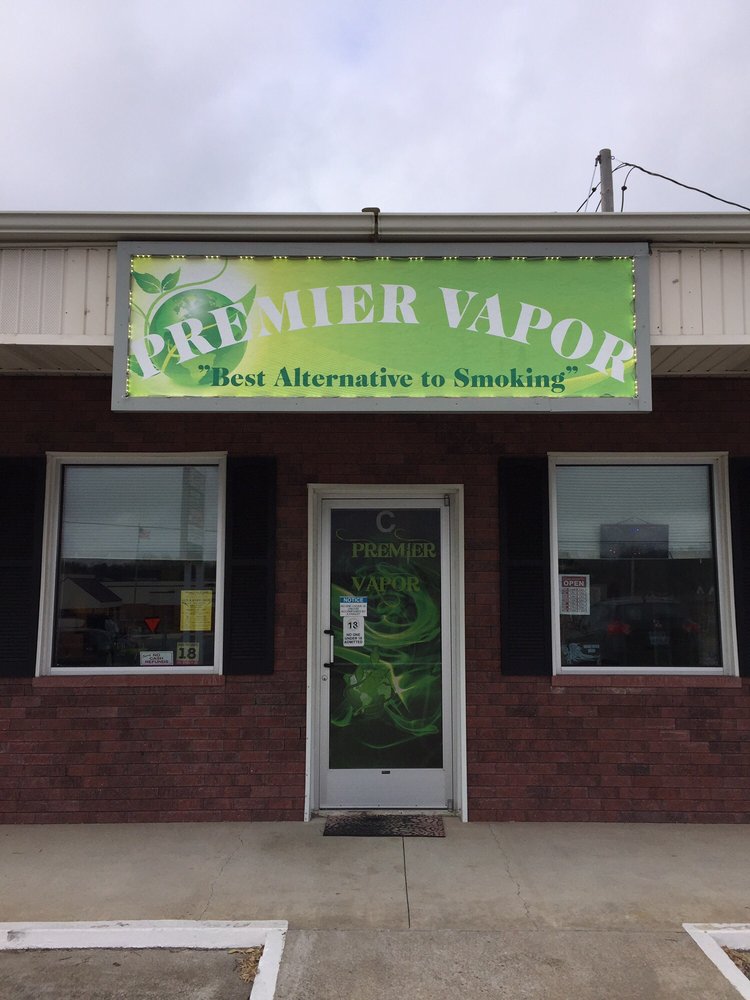 PREMIER VAPOR
"Best Alternative to Smoking"
C
PREMIER
VAPOR
NOTICE
18
NO ONE
UNDER 18
ADMITTED
OPEN
NO CASH
REFUNDS
18